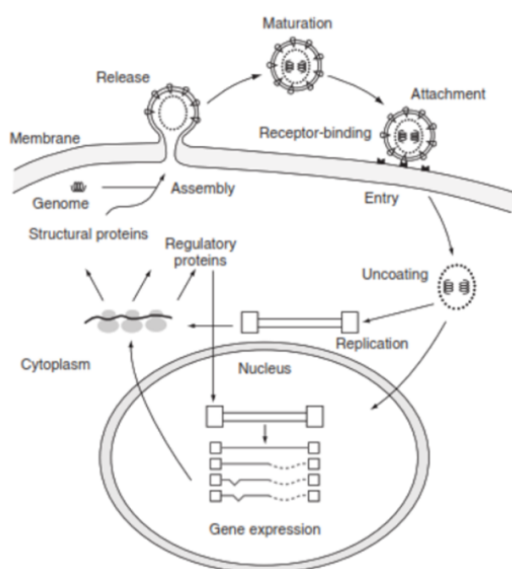 Maturation
Release
Attachment
Receptor-binding
Membrane
Assembly
Genome
Entry
Structural proteins
Regulatory
proteins
Uncoating
Replication
Cytoplasm
Nucleus
Gene expression